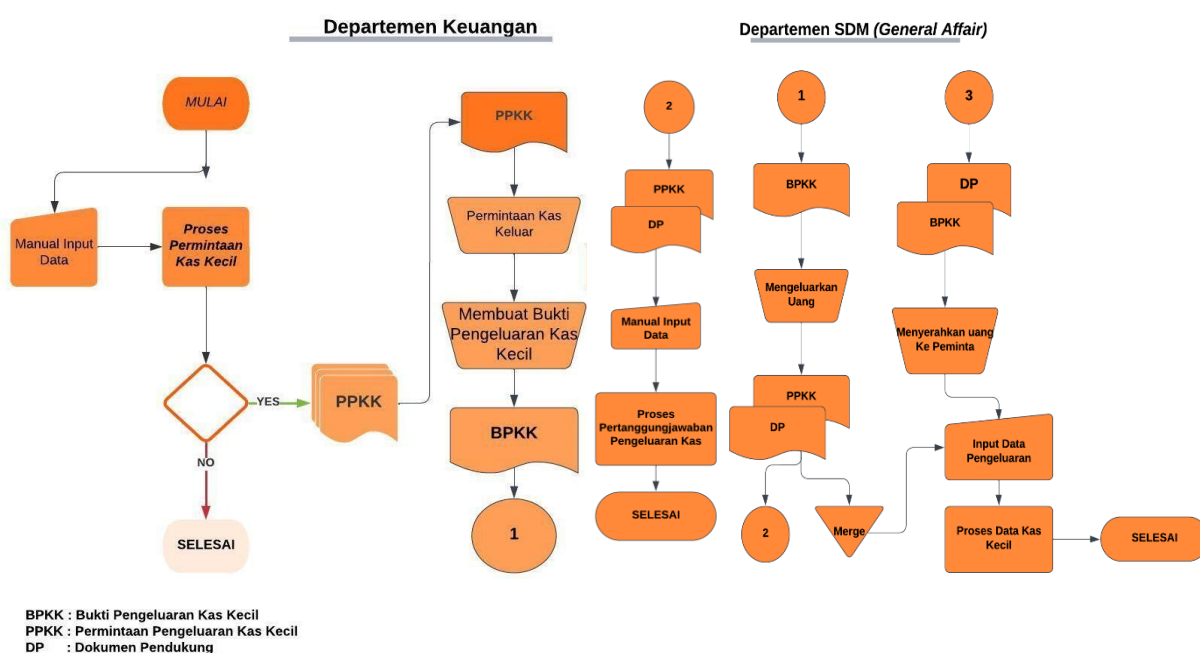 Departemen Keuangan
Departemen SDM (General Affair)
MULAI
Manual Input
Data
Proses
Permintaan
Kas Kecil
YES
NO
SELESAI
PPKK
PPKK
Permintaan Kas
Keluar
Membuat Bukti
Pengeluaran Kas
Kecil
BPKK
1
2
PPKK
DP
Manual Input
Data
Proses
Pertanggungjawaban
Pengeluaran Kas
SELESAI
1
BPKK
Mengeluarkan
Uang
PPKK
DP
2
Merge
3
DP
BPKK
Menyerahkan uang
Ke Peminta
Input Data
Pengeluaran
Proses Data Kas
Kecil
SELESAI
BPKK : Bukti Pengeluaran Kas Kecil
PPKK : Permintaan Pengeluaran Kas Kecil
DP : Dokumen Pendukung